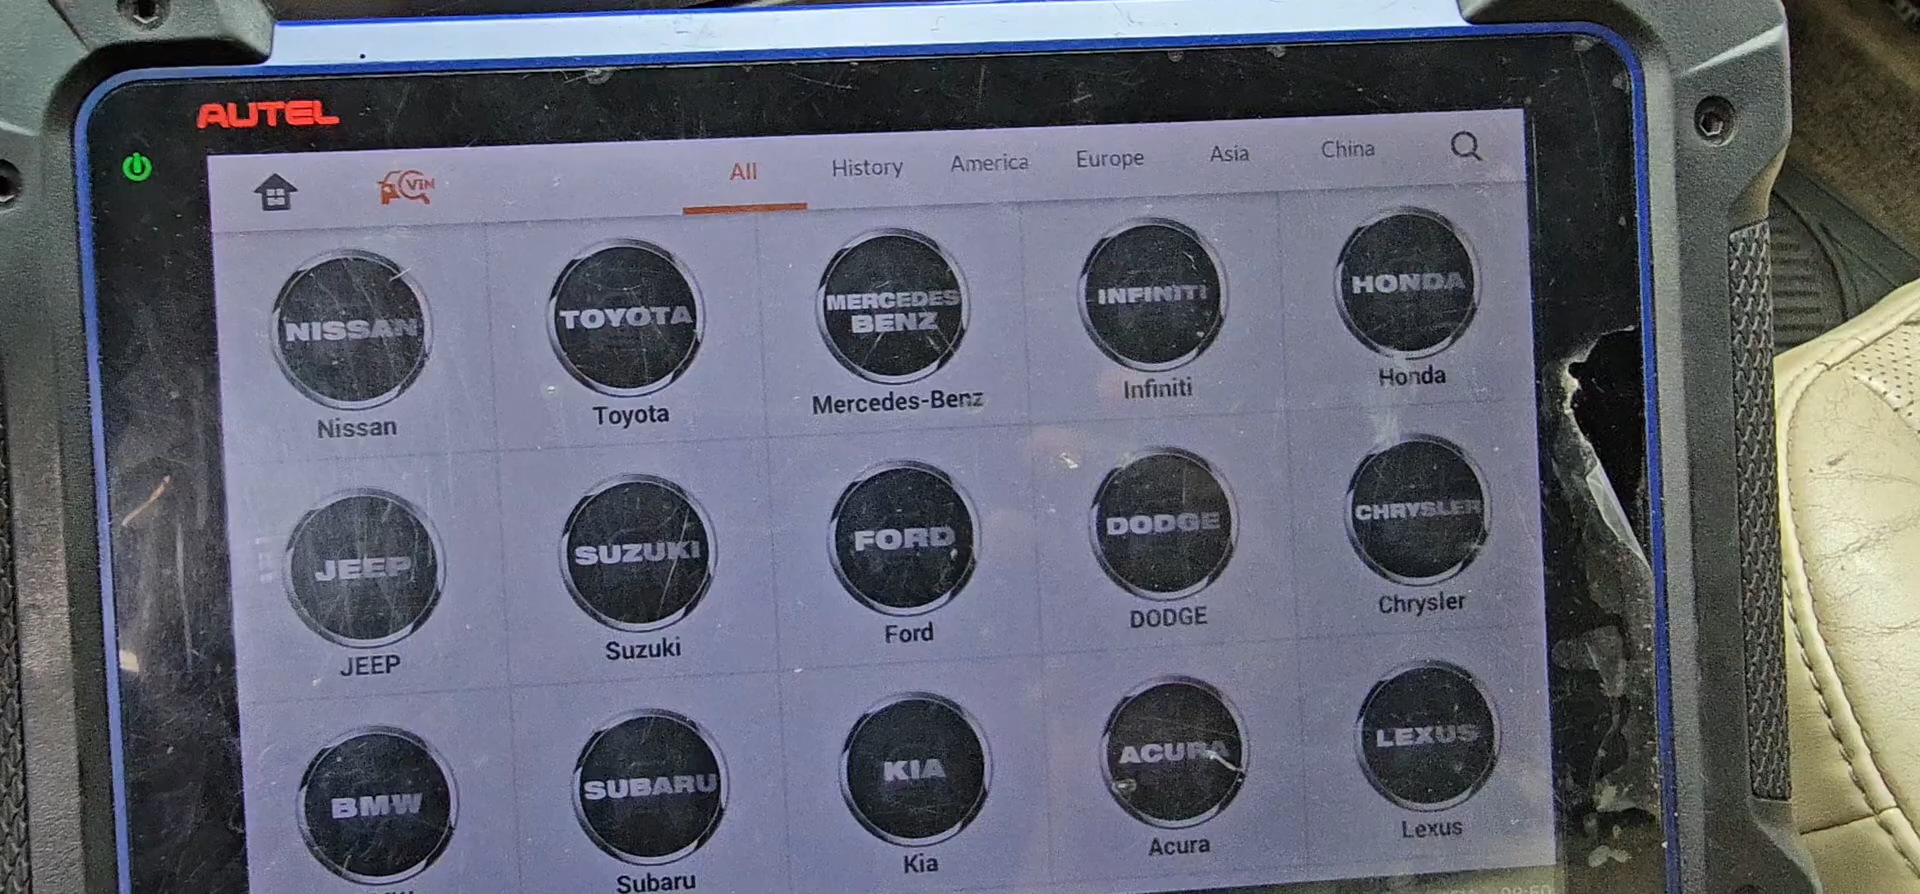 AUTEL
VIN
All History America Europe Asia China
NISSAN TOYOTA MERCEDES BENZ INFINITI HONDA
Nissan Toyota Mercedes-Benz Infiniti Honda
JEEP SUZUKI FORD DODGE CHRYSLER
JEEP Suzuki Ford DODGE Chrysler
BMW SUBARU KIA ACURA LEXUS
Subaru Kia Acura Lexus